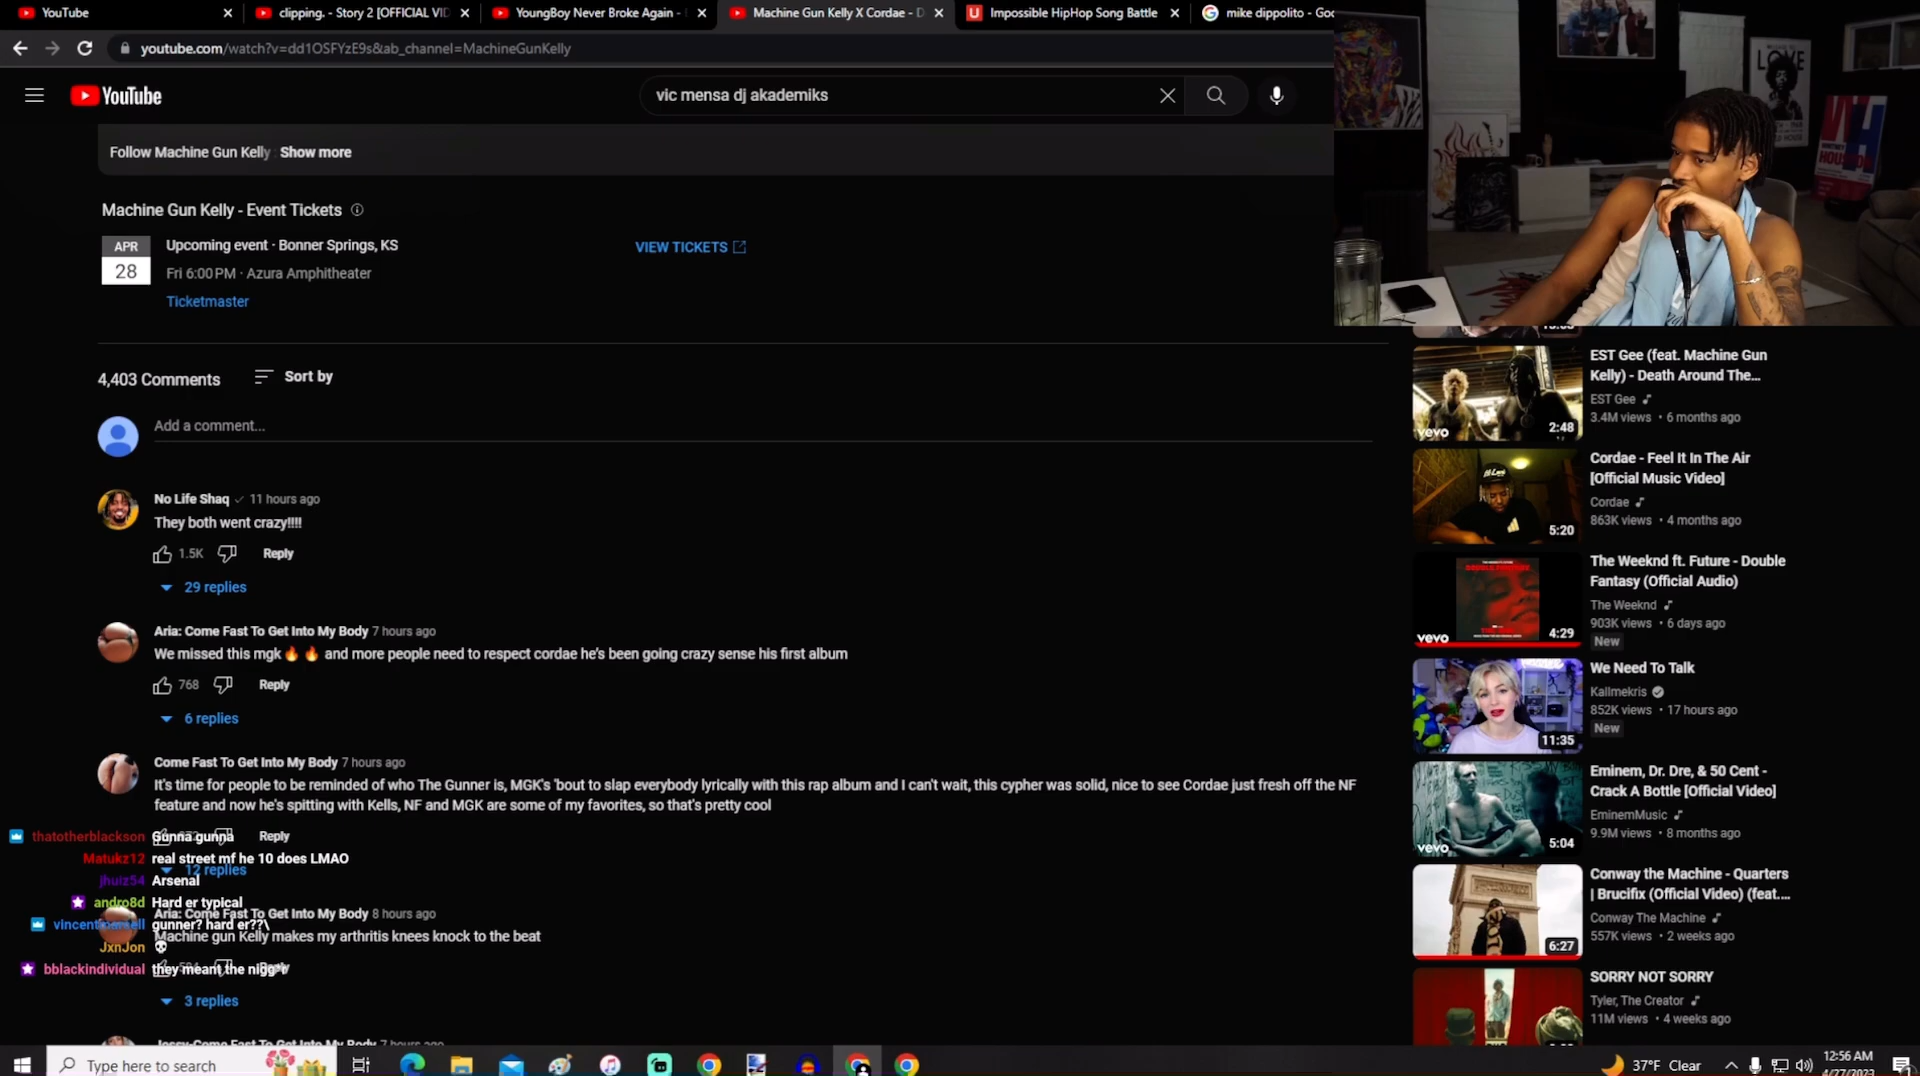 YouTube
clipping. - Story 2 [OFFICIAL VID
YoungBoy Never Broke Again -
Machine Gun Kelly X Cordae - D
Impossible HipHop Song Battle
mike dippolito - Goo
youtube.com/watch?v=dd1OSFYzE9s&ab_channel=MachineGunKelly
YouTube
vic mensa dj akademiks
Follow Machine Gun Kelly Show more
Machine Gun Kelly - Event Tickets
APR
28
Upcoming event · Bonner Springs, KS
Fri 6:00 PM · Azura Amphitheater
Ticketmaster
VIEW TICKETS
4,403 Comments
Sort by
Add a comment...
No Life Shaq 11 hours ago
They both went crazy!!!!
1.5K Reply
29 replies
Aria: Come Fast To Get Into My Body 7 hours ago
We missed this mgk🔥 🔥 and more people need to respect cordae he's been going crazy sense his first album
768 Reply
6 replies
Come Fast To Get Into My Body 7 hours ago
It's time for people to be reminded of who The Gunner is, MGK's 'bout to slap everybody lyrically with this rap album and I can't wait, this cypher was solid, nice to see Cordae just fresh off the NF
feature and now he's spitting with Kells, NF and MGK are some of my favorites, so that's pretty cool
Reply
12 replies
Aria: Come Fast To Get Into My Body 8 hours ago
Machine gun Kelly makes my arthritis knees knock to the beat
3 replies
thatotherblackson Gunna gunna
Matukz12 real street mf he 10 does LMAO
jhuiz54 Arsenal
andro8d Hard er typical
gunner? hard er??\
JxnJon 💀
bblackindividual they meant the
EST Gee (feat. Machine Gun
Kelly) - Death Around The...
EST Gee
3.4M views • 6 months ago
vevo
2:48
Cordae - Feel It In The Air
[Official Music Video]
Cordae
863K views • 4 months ago
5:20
The Weeknd ft. Future - Double
Fantasy (Official Audio)
The Weeknd
903K views • 6 days ago
New
vevo
4:29
We Need To Talk
Kallmekris
852K views • 17 hours ago
New
11:35
Eminem, Dr. Dre, & 50 Cent -
Crack A Bottle [Official Video]
EminemMusic
9.9M views • 8 months ago
vevo
5:04
Conway the Machine - Quarters
| Brucifix (Official Video) (feat....
Conway The Machine
557K views • 2 weeks ago
6:27
SORRY NOT SORRY
Tyler, The Creator
11M views • 4 weeks ago
LOVE
HOUSTON
Type here to search
37°F Clear
12:56 AM
4/27/2023